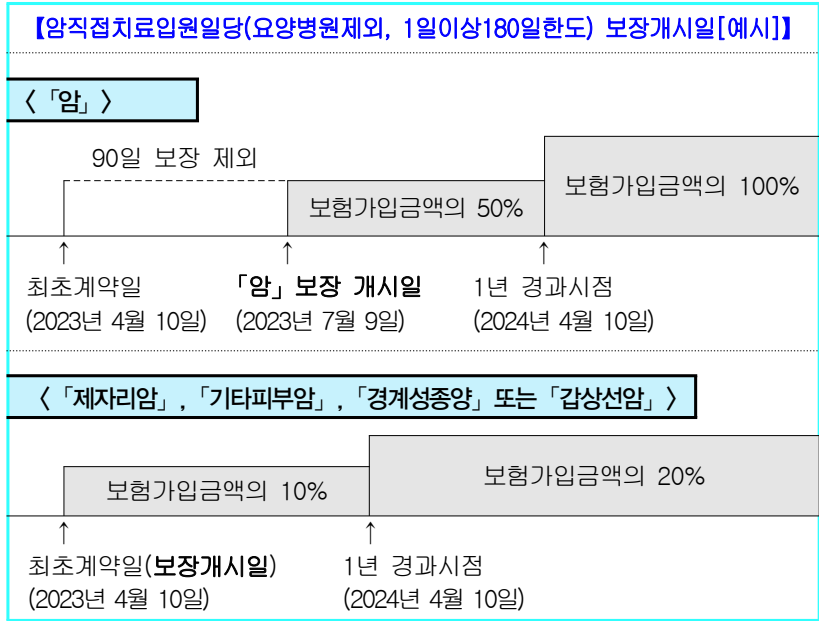 【암직접치료입원일당(요양병원제외, 1일이상180일한도) 보장개시일[예시]】
〈「암」〉
90일 보장 제외
보험가입금액의 50%
보험가입금액의 100%
↑ ↑ ↑
최초계약일 「암」보장 개시일 1년 경과시점
(2023년 4월 10일) (2023년 7월 9일) (2024년 4월 10일)
〈「제자리암」,「기타피부암」,「경계성종양」또는「갑상선암」〉
보험가입금액의 10%
보험가입금액의 20%
↑ ↑
최초계약일(보장개시일) 1년 경과시점
(2023년 4월 10일) (2024년 4월 10일)